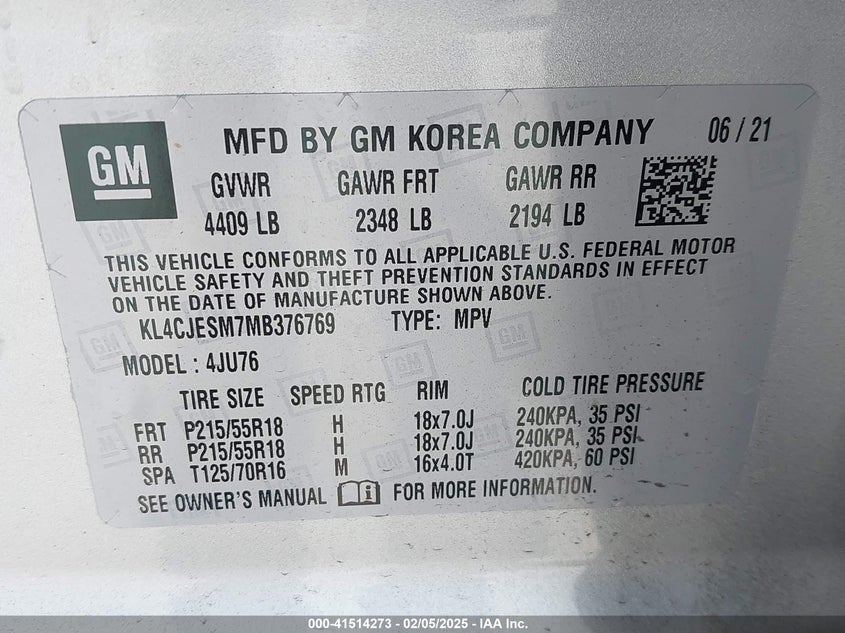 GM
MFD BY GM KOREA COMPANY 06 / 21
GVWR GAWR FRT GAWR RR
4409 LB 2348 LB 2194 LB
THIS VEHICLE CONFORMS TO ALL APPLICABLE U.S. FEDERAL MOTOR
VEHICLE SAFETY AND THEFT PREVENTION STANDARDS IN EFFECT
ON THE DATE OF MANUFACTURE SHOWN ABOVE.
KL4CJESM7MB376769 TYPE: MPV
MODEL : 4JU76
TIRE SIZE SPEED RTG RIM COLD TIRE PRESSURE
FRT P215/55R18 H 18x7.0J 240KPA, 35 PSI
RR P215/55R18 H 18x7.0J 240KPA, 35 PSI
SPA T125/70R16 M 16x4.0T 420KPA, 60 PSI
SEE OWNER'S MANUAL i FOR MORE INFORMATION.
000-41514273 - 02/05/2025 - IAA Inc.